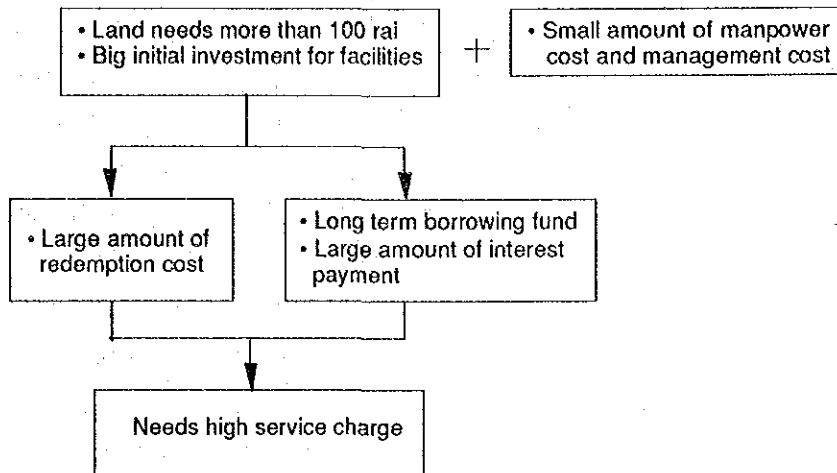 • Land needs more than 100 rai
• Big initial investment for facilities
+
• Small amount of manpower
cost and management cost
• Large amount of
redemption cost
• Long term borrowing fund
• Large amount of interest
payment
Needs high service charge